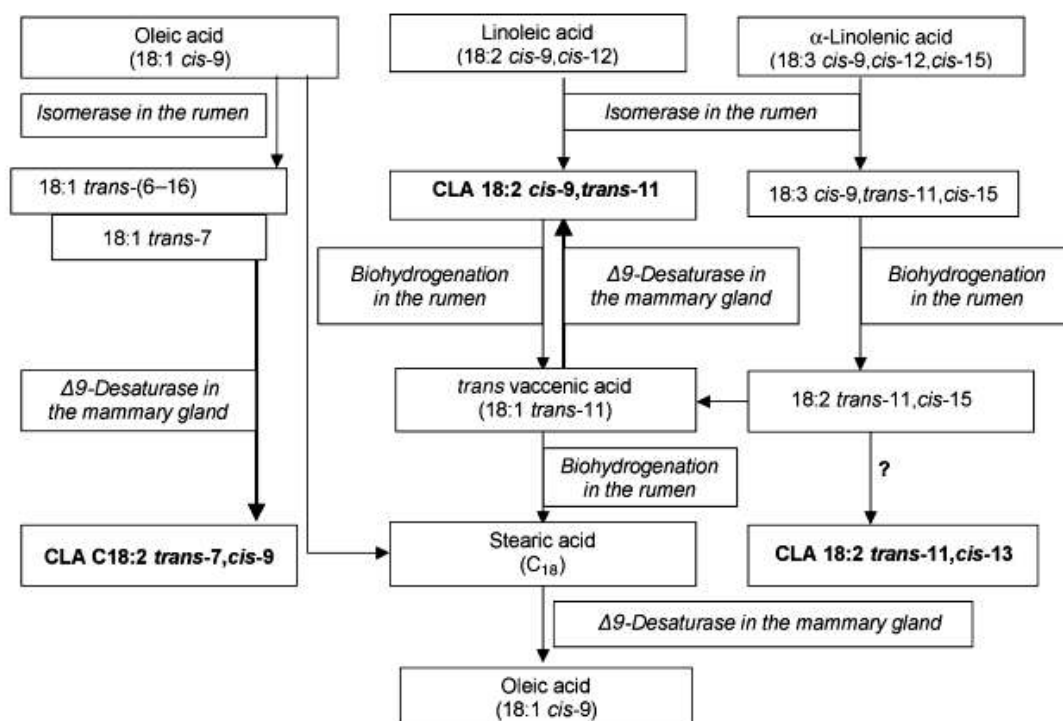 Oleic acid
(18:1 cis-9)
Linoleic acid
(18:2 cis-9,cis-12)
α-Linolenic acid
(18:3 cis-9,cis-12,cis-15)
Isomerase in the rumen
Isomerase in the rumen
18:1 trans-(6–16)
18:1 trans-7
CLA 18:2 cis-9,trans-11
18:3 cis-9,trans-11,cis-15
Biohydrogenation
in the rumen
Δ9-Desaturase in
the mammary gland
Biohydrogenation
in the rumen
Δ9-Desaturase in
the mammary gland
trans vaccenic acid
(18:1 trans-11)
18:2 trans-11,cis-15
Biohydrogenation
in the rumen
?
CLA C18:2 trans-7,cis-9
Stearic acid
(C₁₈)
CLA 18:2 trans-11,cis-13
Δ9-Desaturase in the mammary gland
Oleic acid
(18:1 cis-9)